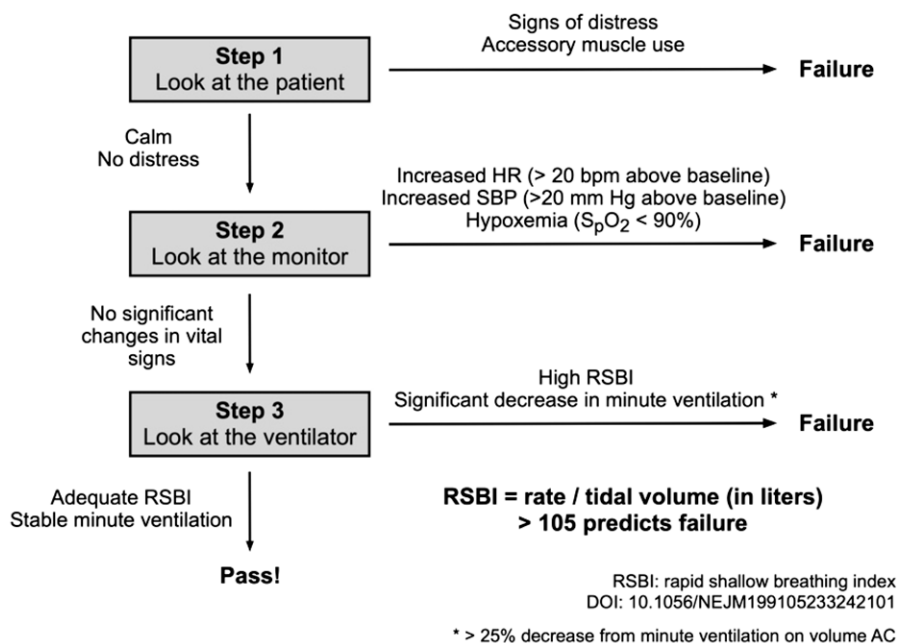 Step 1
Look at the patient
Signs of distress
Accessory muscle use
Failure
Calm
No distress
Step 2
Look at the monitor
Increased HR (> 20 bpm above baseline)
Increased SBP (>20 mm Hg above baseline)
Hypoxemia (SpO2 < 90%)
Failure
No significant
changes in vital
signs
Step 3
Look at the ventilator
High RSBI
Significant decrease in minute ventilation *
Failure
Adequate RSBI
Stable minute ventilation
Pass!
RSBI = rate / tidal volume (in liters)
> 105 predicts failure
RSBI: rapid shallow breathing index
DOI: 10.1056/NEJM199105233242101
* > 25% decrease from minute ventilation on volume AC